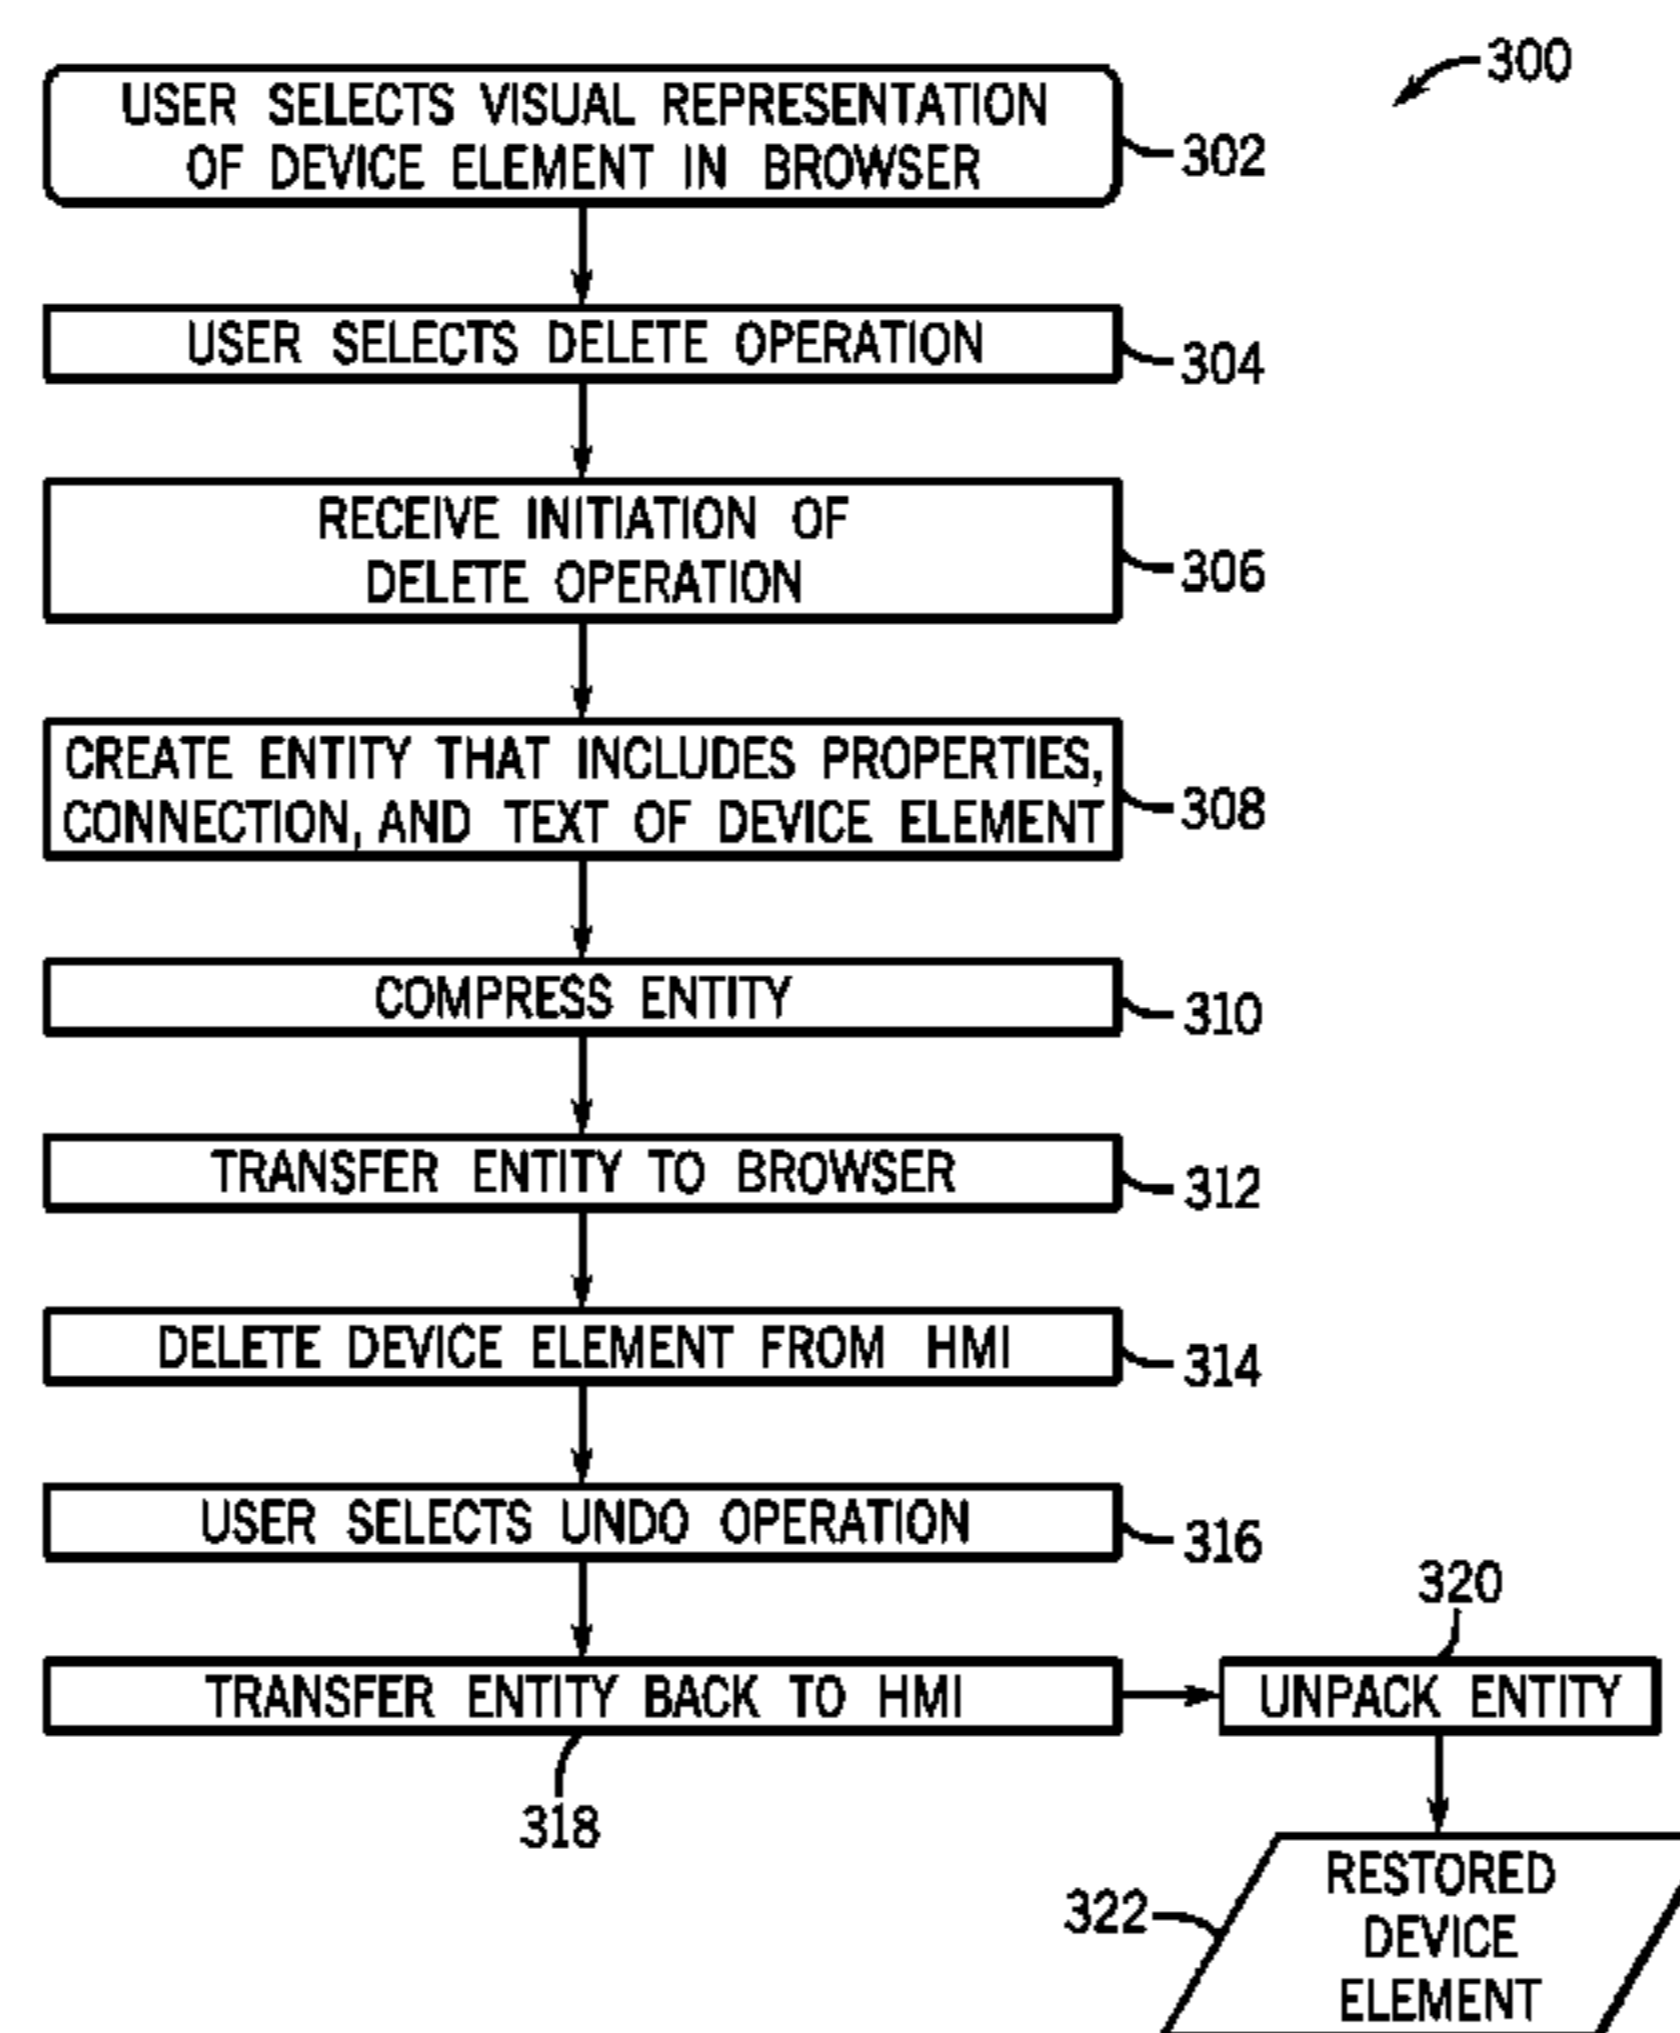 300
USER SELECTS VISUAL REPRESENTATION
OF DEVICE ELEMENT IN BROWSER
302
USER SELECTS DELETE OPERATION
304
RECEIVE INITIATION OF
DELETE OPERATION
306
CREATE ENTITY THAT INCLUDES PROPERTIES,
CONNECTION, AND TEXT OF DEVICE ELEMENT
308
COMPRESS ENTITY
310
TRANSFER ENTITY TO BROWSER
312
DELETE DEVICE ELEMENT FROM HMI
314
USER SELECTS UNDO OPERATION
316
TRANSFER ENTITY BACK TO HMI
318
320
UNPACK ENTITY
322
RESTORED
DEVICE
ELEMENT